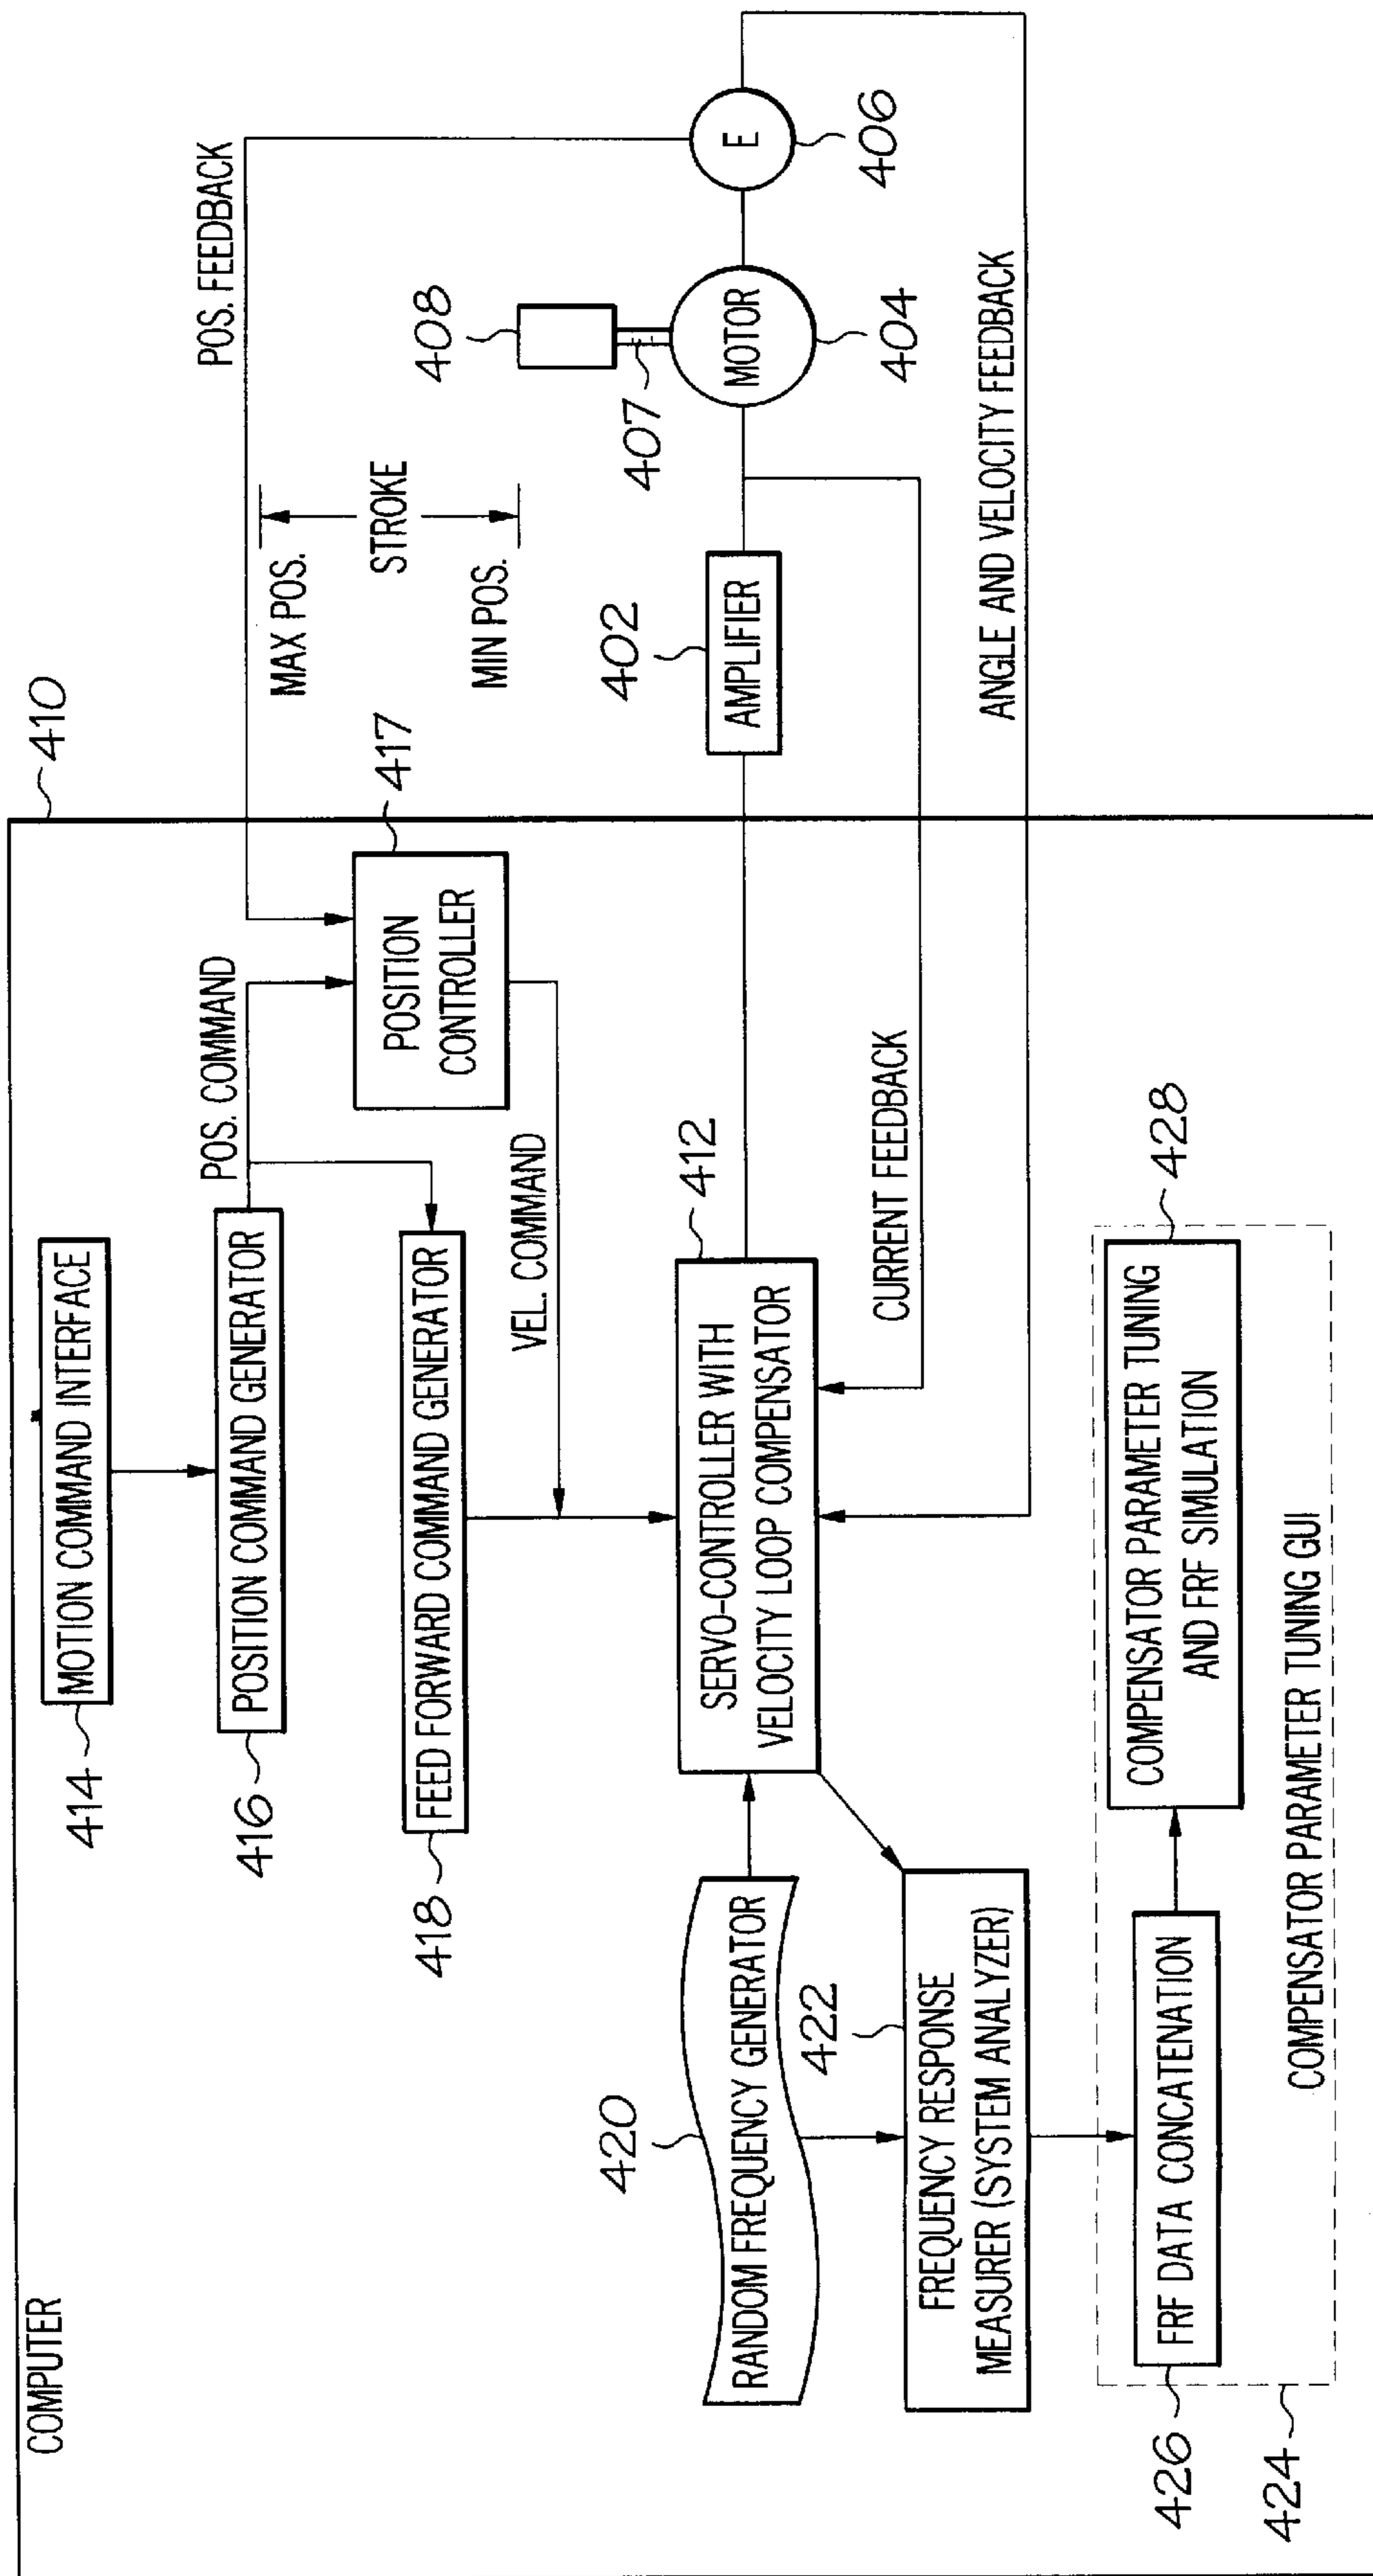 COMPUTER
410
414
MOTION COMMAND INTERFACE
416
POSITION COMMAND GENERATOR
POS. COMMAND
POS. FEEDBACK
417
POSITION
CONTROLLER
MAX POS.
STROKE
MIN POS.
418
FEED FORWARD COMMAND GENERATOR
VEL. COMMAND
408
407
420
RANDOM FREQUENCY GENERATOR
412
SERVO-CONTROLLER WITH
VELOCITY LOOP COMPENSATOR
402
AMPLIFIER
MOTOR
404
E
406
422
FREQUENCY RESPONSE
MEASURER (SYSTEM ANALYZER)
CURRENT FEEDBACK
ANGLE AND VELOCITY FEEDBACK
426
FRF DATA CONCATENATION
428
COMPENSATOR PARAMETER TUNING
AND FRF SIMULATION
COMPENSATOR PARAMETER TUNING GUI
424